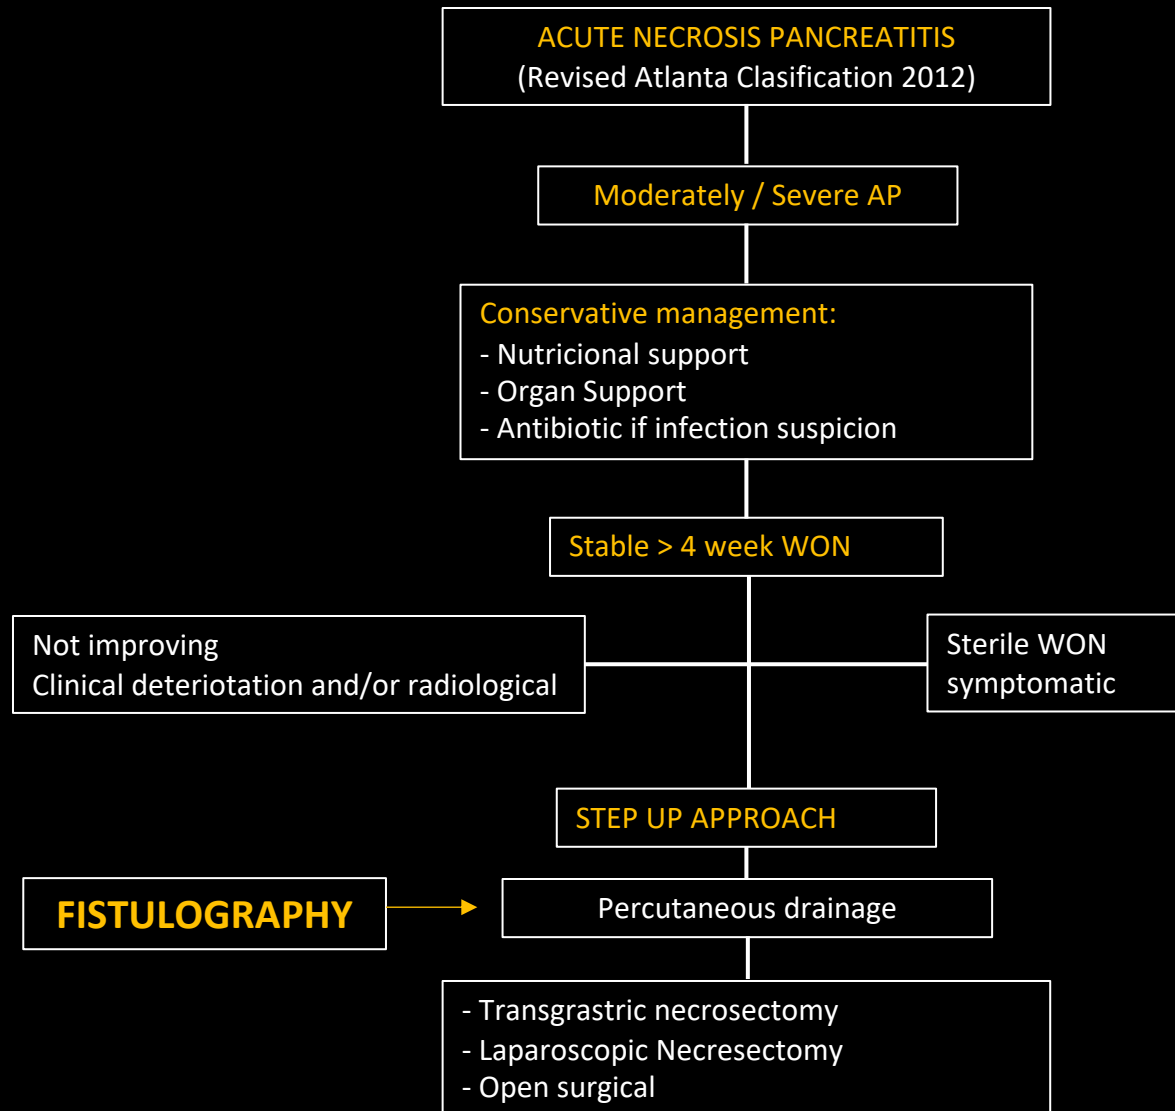 ACUTE NECROSIS PANCREATITIS
(Revised Atlanta Clasification 2012)
Moderately / Severe AP
Conservative management:
- Nutricional support
- Organ Support
- Antibiotic if infection suspicion
Stable > 4 week WON
Not improving
Clinical deteriotation and/or radiological
Sterile WON
symptomatic
STEP UP APPROACH
FISTULOGRAPHY
Percutaneous drainage
- Transgrastric necrosectomy
- Laparoscopic Necresectomy
- Open surgical